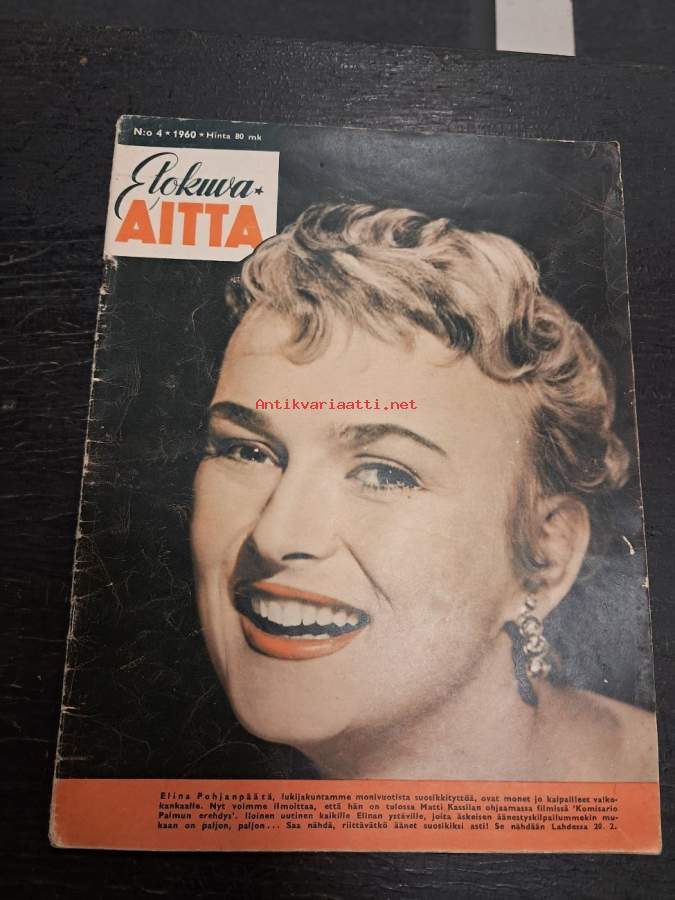 N:o 4 ★ 1960 ★ Hinta 80 mk
Elokuva★
AITTA
Antikvariaatti.net
Elina Pohjanpäätä, lukijakuntamme monivuotista suosikkityttöä, ovat monet jo kaipailleet valko-
kankaalle. Nyt voimme ilmoittaa, että hän on tulossa Matti Kassilan ohjaamassa filmissä 'Komisario
Palmun erehdys'. Iloinen uutinen kaikille Elinan ystäville, joita äskeisen äänestyskilpailummekin mu-
kaan on paljon, paljon... Saa nähdä, riittävätkö äänet suosikiksi asti! Se nähdään Lahdessa 20. 2.